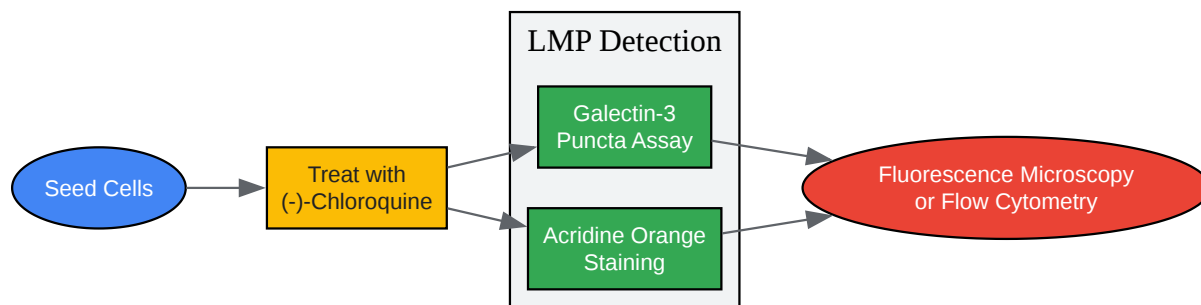 Seed Cells
Treat with
(-)-Chloroquine
LMP Detection
Galectin-3
Puncta Assay
Acridine Orange
Staining
Fluorescence Microscopy
or Flow Cytometry